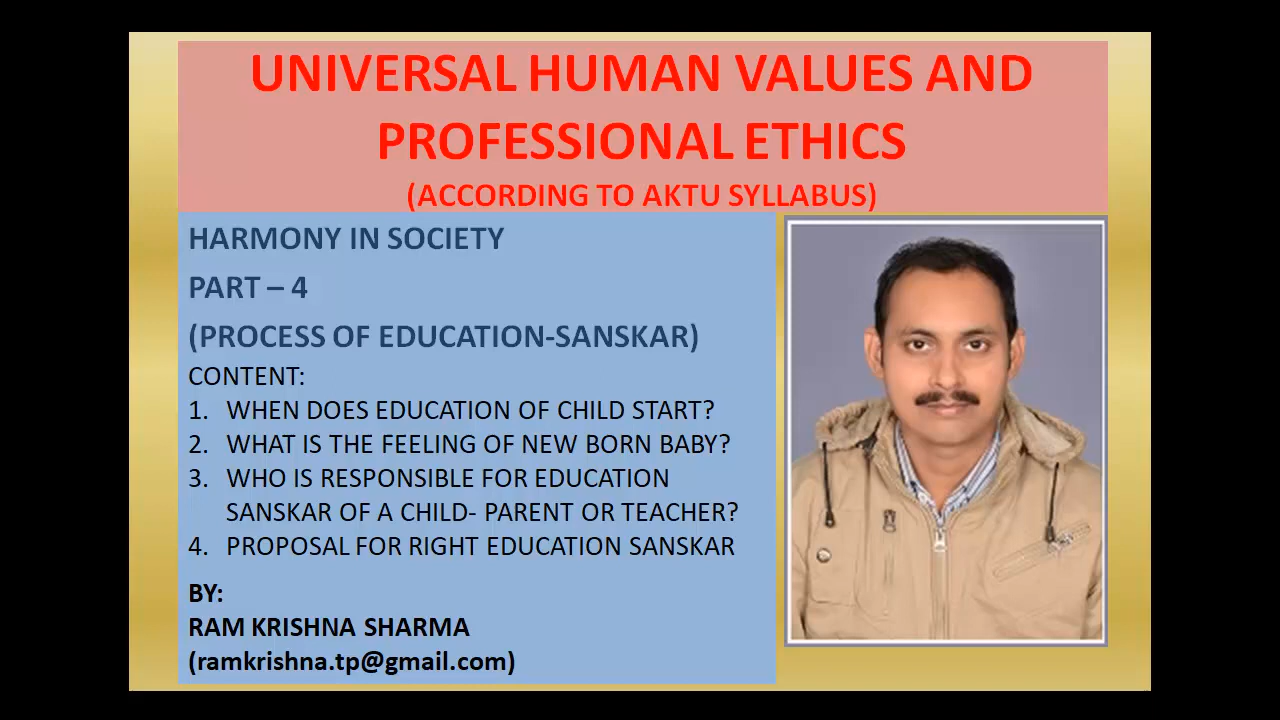 UNIVERSAL HUMAN VALUES AND
PROFESSIONAL ETHICS
(ACCORDING TO AKTU SYLLABUS)
HARMONY IN SOCIETY
PART – 4
(PROCESS OF EDUCATION-SANSKAR)
CONTENT:
1. WHEN DOES EDUCATION OF CHILD START?
2. WHAT IS THE FEELING OF NEW BORN BABY?
3. WHO IS RESPONSIBLE FOR EDUCATION
SANSKAR OF A CHILD- PARENT OR TEACHER?
4. PROPOSAL FOR RIGHT EDUCATION SANSKAR
BY:
RAM KRISHNA SHARMA
(ramkrishna.tp@gmail.com)